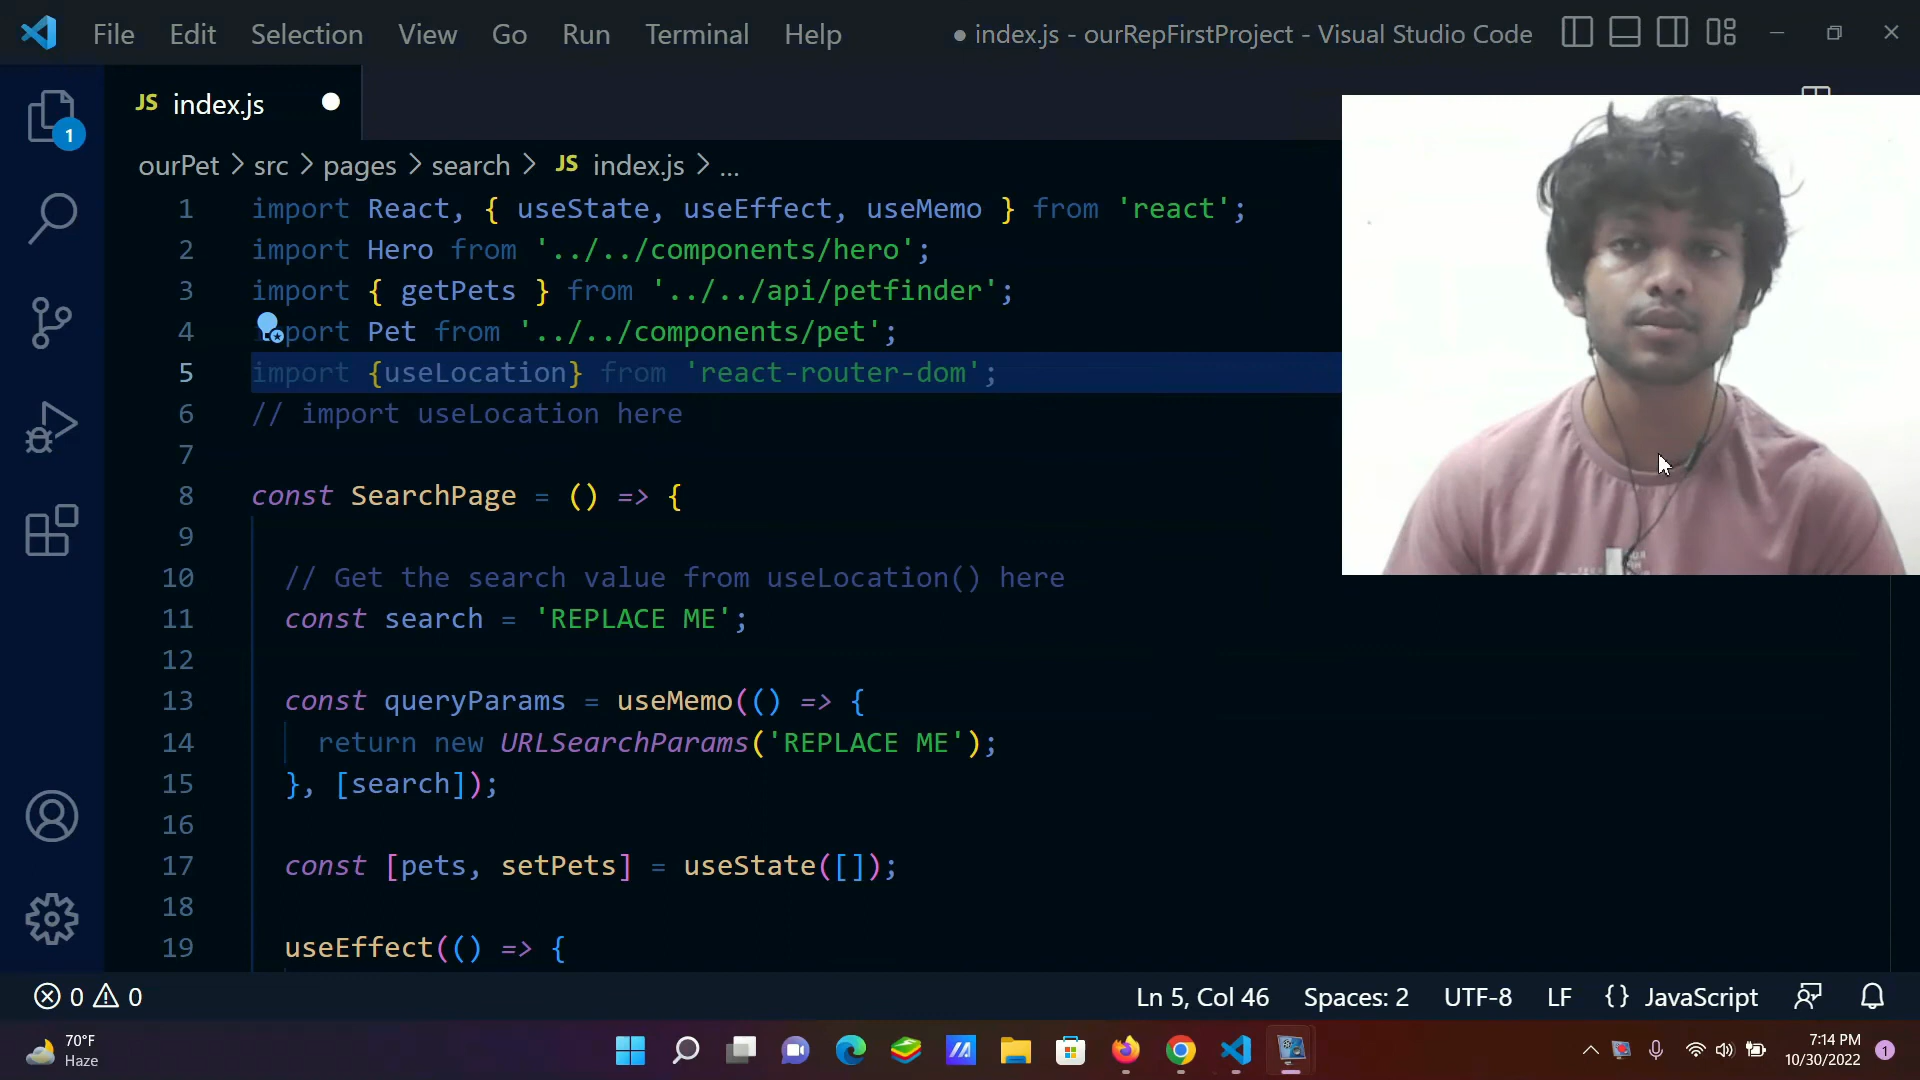 File Edit Selection View Go Run Terminal Help ● index.js - ourRepFirstProject - Visual Studio Code
JS index.js
1
ourPet > src > pages > search > JS index.js > ...
1 import React, { useState, useEffect, useMemo } from 'react';
2 import Hero from '../../components/hero';
3 import { getPets } from '../../api/petfinder';
4 import Pet from '../../components/pet';
5 import {useLocation} from 'react-router-dom';
6 // import useLocation here
7
8 const SearchPage = () => {
9
10 // Get the search value from useLocation() here
11 const search = 'REPLACE ME';
12
13 const queryParams = useMemo(() => {
14 return new URLSearchParams('REPLACE ME');
15 }, [search]);
16
17 const [pets, setPets] = useState([]);
18
19 useEffect(() => {
0 0 Ln 5, Col 46 Spaces: 2 UTF-8 LF {} JavaScript
70°F
Haze
7:14 PM
10/30/2022
1